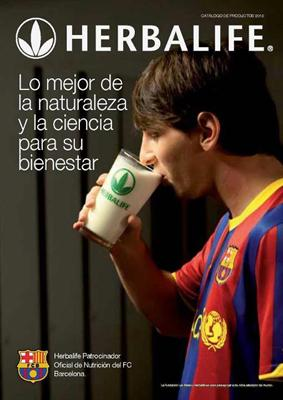 CATÁLOGO DE PRODUCTOS 2012
HERBALIFE®
Lo mejor de
la naturaleza
y la ciencia
para su
bienestar
HERBALIFE
FCB
Herbalife Patrocinador
Oficial de Nutrición del FC
Barcelona.